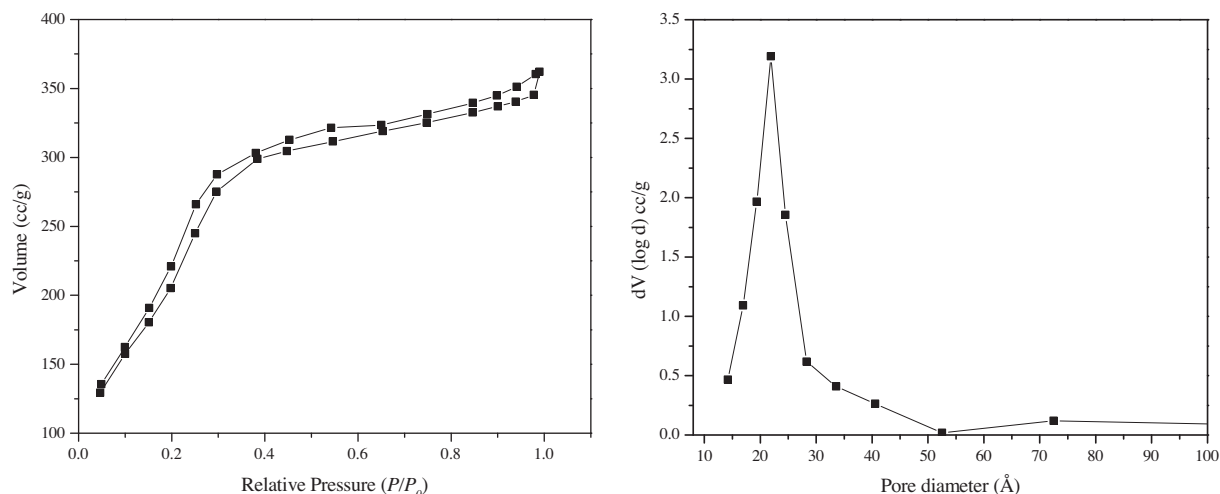 400
350
300
250
200
150
100
Volume (cc/g)
0.0 0.2 0.4 0.6 0.8 1.0
Relative Pressure (P/Po)
3.5
3.0
2.5
2.0
1.5
1.0
0.5
0.0
dV (log d) cc/g
10 20 30 40 50 60 70 80 90 100
Pore diameter (Å)